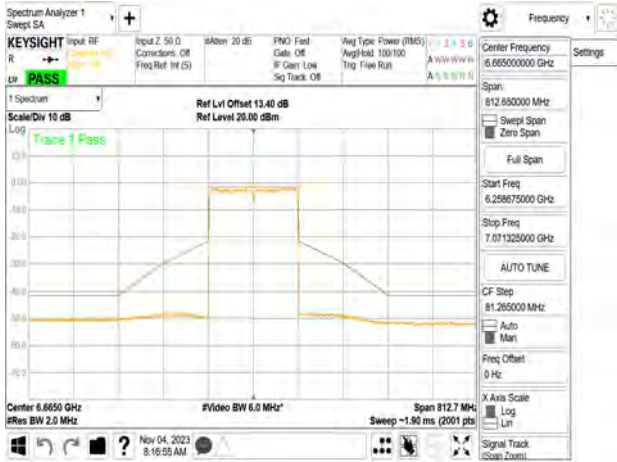 Spectrum Analyzer 1
Swept SA
+
Frequency
KEYSIGHT
Input: RF
Input Z: 50 Ω
#Atten: 20 dB
PNO: Fast
Avg Type: Power (RMS)
R
Corrections: Off
Gate: Off
Avg|Hold: 100/100
Freq Ref: Int (S)
IF Gain: Low
Trig: Free Run
PASS
Sig Track: Off
1 Spectrum
Scale/Div 10 dB
Ref Lvl Offset 13.40 dB
Ref Level 20.00 dBm
Log
Trace 1 Pass
Center 6.6650 GHz
#Video BW 6.0 MHz*
Span 812.7 MHz
#Res BW 2.0 MHz
Sweep ~1.90 ms (2001 pts)
Nov 04, 2023
8:16:55 AM
?
Center Frequency
6.665000000 GHz
Settings
Span
812.650000 MHz
Swept Span
Zero Span
Full Span
Start Freq
6.258675000 GHz
Stop Freq
7.071325000 GHz
AUTO TUNE
CF Step
81.265000 MHz
Auto
Man
Freq Offset
0 Hz
X Axis Scale
Log
Lin
Signal Track
(Span Zoom)